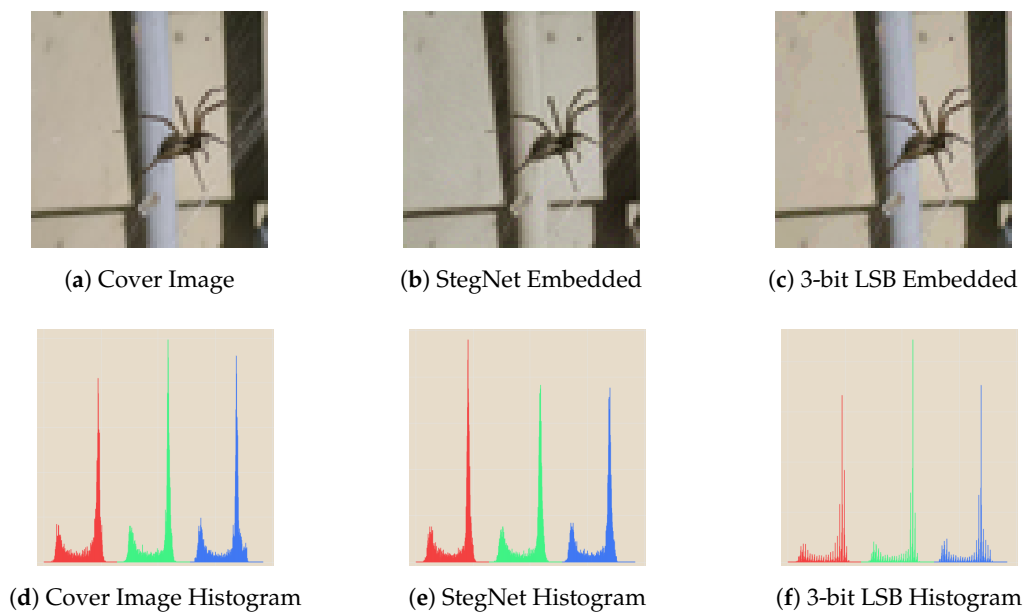 (a) Cover Image
(b) StegNet Embedded
(c) 3-bit LSB Embedded
(d) Cover Image Histogram
(e) StegNet Histogram
(f) 3-bit LSB Histogram